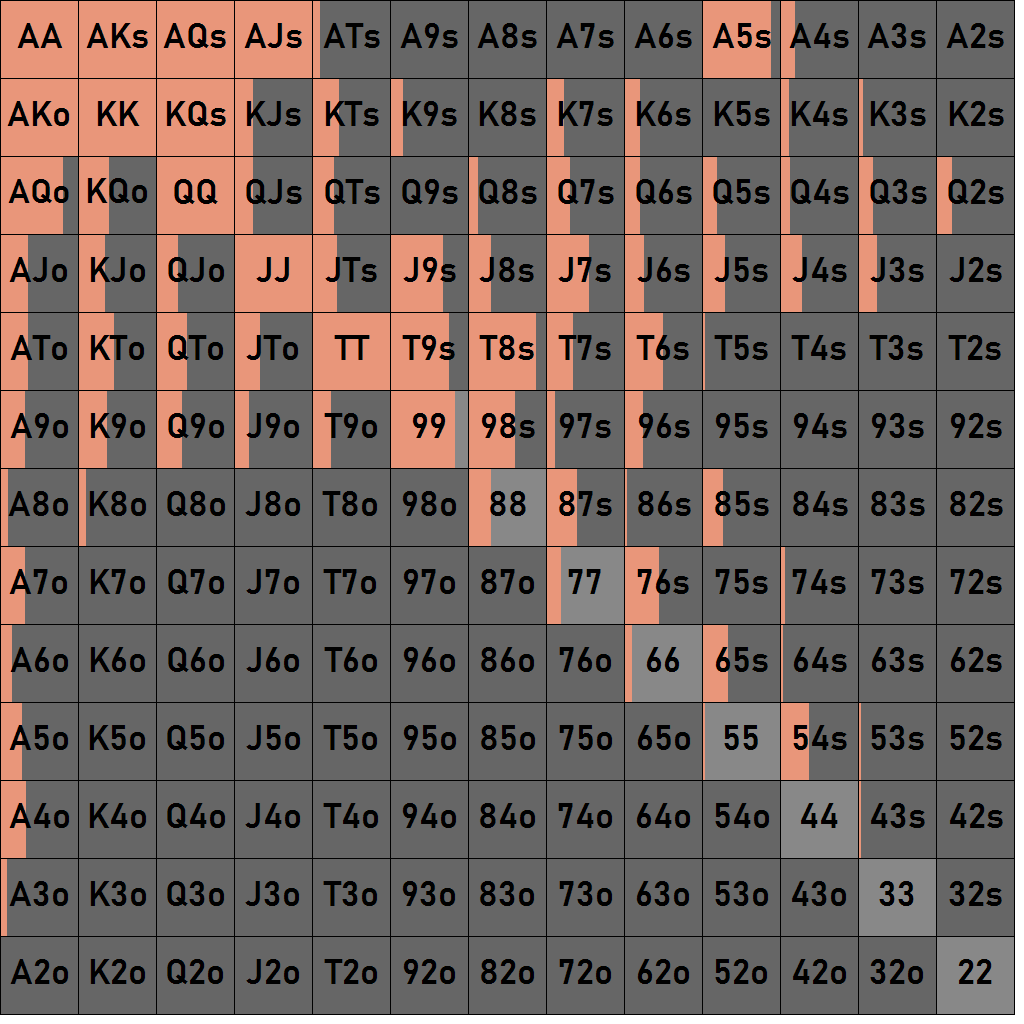 AA AKs AQs AJs ATs A9s A8s A7s A6s A5s A4s A3s A2s
AKo KK KQs KJs KTs K9s K8s K7s K6s K5s K4s K3s K2s
AQo KQo QQ QJs QTs Q9s Q8s Q7s Q6s Q5s Q4s Q3s Q2s
AJo KJo QJo JJ JTs J9s J8s J7s J6s J5s J4s J3s J2s
ATo KTo QTo JTo TT T9s T8s T7s T6s T5s T4s T3s T2s
A9o K9o Q9o J9o T9o 99 98s 97s 96s 95s 94s 93s 92s
A8o K8o Q8o J8o T8o 98o 88 87s 86s 85s 84s 83s 82s
A7o K7o Q7o J7o T7o 97o 87o 77 76s 75s 74s 73s 72s
A6o K6o Q6o J6o T6o 96o 86o 76o 66 65s 64s 63s 62s
A5o K5o Q5o J5o T5o 95o 85o 75o 65o 55 54s 53s 52s
A4o K4o Q4o J4o T4o 94o 84o 74o 64o 54o 44 43s 42s
A3o K3o Q3o J3o T3o 93o 83o 73o 63o 53o 43o 33 32s
A2o K2o Q2o J2o T2o 92o 82o 72o 62o 52o 42o 32o 22